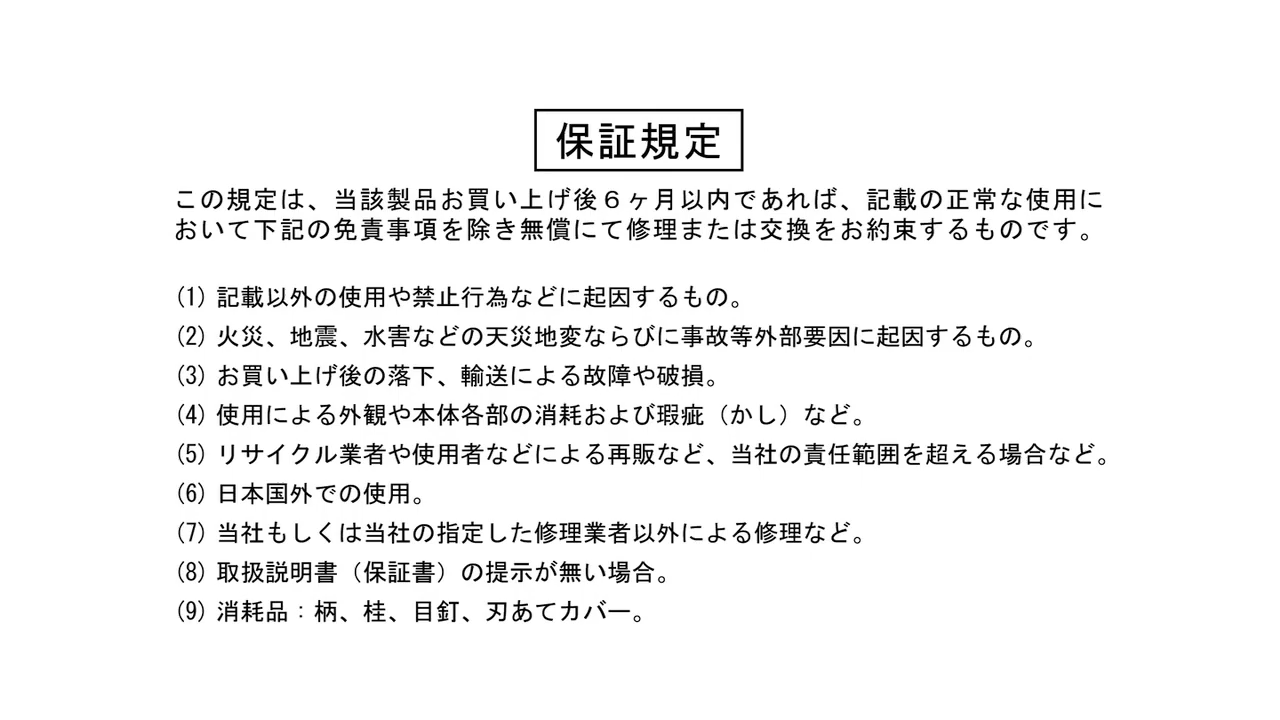 保証規定
この規定は、当該製品お買い上げ後６ヶ月以内であれば、記載の正常な使用に
おいて下記の免責事項を除き無償にて修理または交換をお約束するものです。
(1) 記載以外の使用や禁止行為などに起因するもの。
(2) 火災、地震、水害などの天災地変ならびに事故等外部要因に起因するもの。
(3) お買い上げ後の落下、輸送による故障や破損。
(4) 使用による外観や本体各部の消耗および瑕疵（かし）など。
(5) リサイクル業者や使用者などによる再販など、当社の責任範囲を超える場合など。
(6) 日本国外での使用。
(7) 当社もしくは当社の指定した修理業者以外による修理など。
(8) 取扱説明書（保証書）の提示が無い場合。
(9) 消耗品：柄、桂、目釘、刃あてカバー。